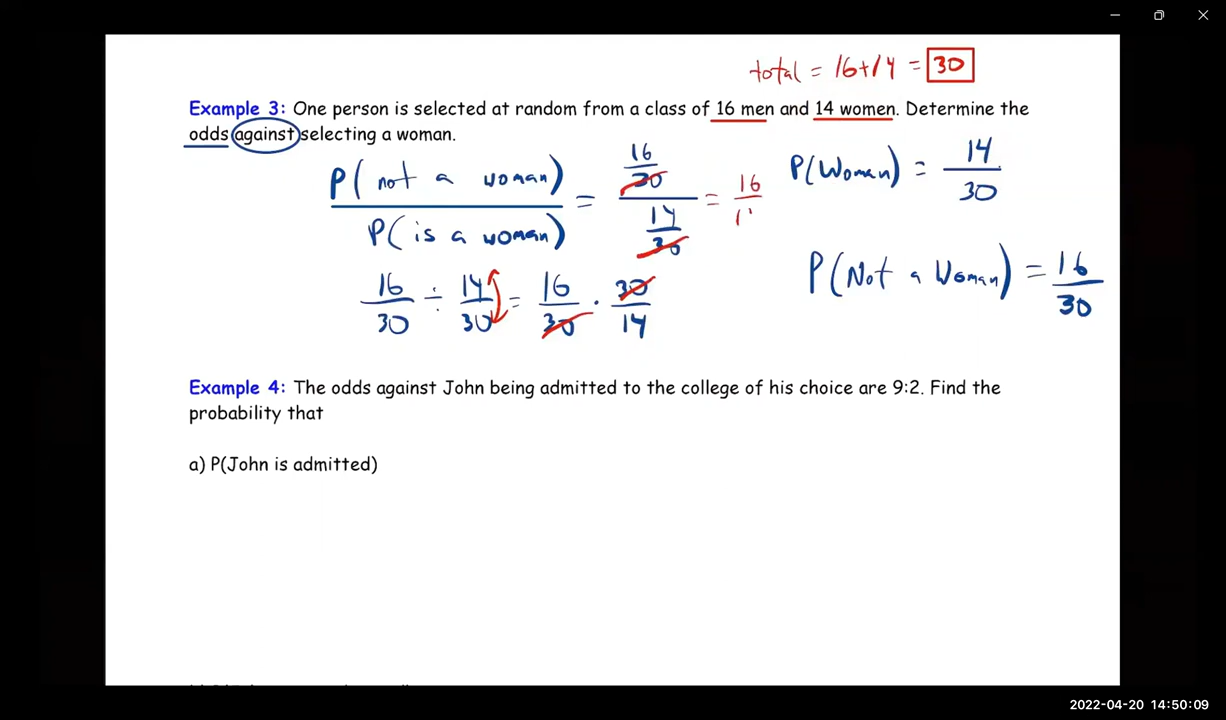 total = 16+14 = 30
Example 3: One person is selected at random from a class of 16 men and 14 women. Determine the
odds against selecting a woman.
P( not a woman) / P( is a woman) = 16/30 / 14/30 = 16/
P(Woman) = 14/30
P(Not a Woman) = 16/30
16/30 ÷ 14/30 = 16/30 · 30/14
Example 4: The odds against John being admitted to the college of his choice are 9:2. Find the
probability that
a) P(John is admitted)
2022-04-20 14:50:09